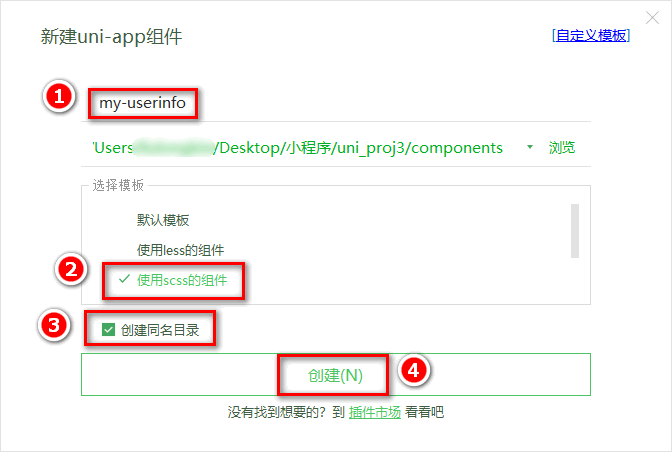 新建uni-app组件
[自定义模板]
1
my-userinfo
/Users /Desktop/小程序/uni_proj3/components
浏览
选择模板
默认模板
使用less的组件
2
使用scss的组件
3
创建同名目录
创建(N)
4
没有找到想要的？到 插件市场 看看吧